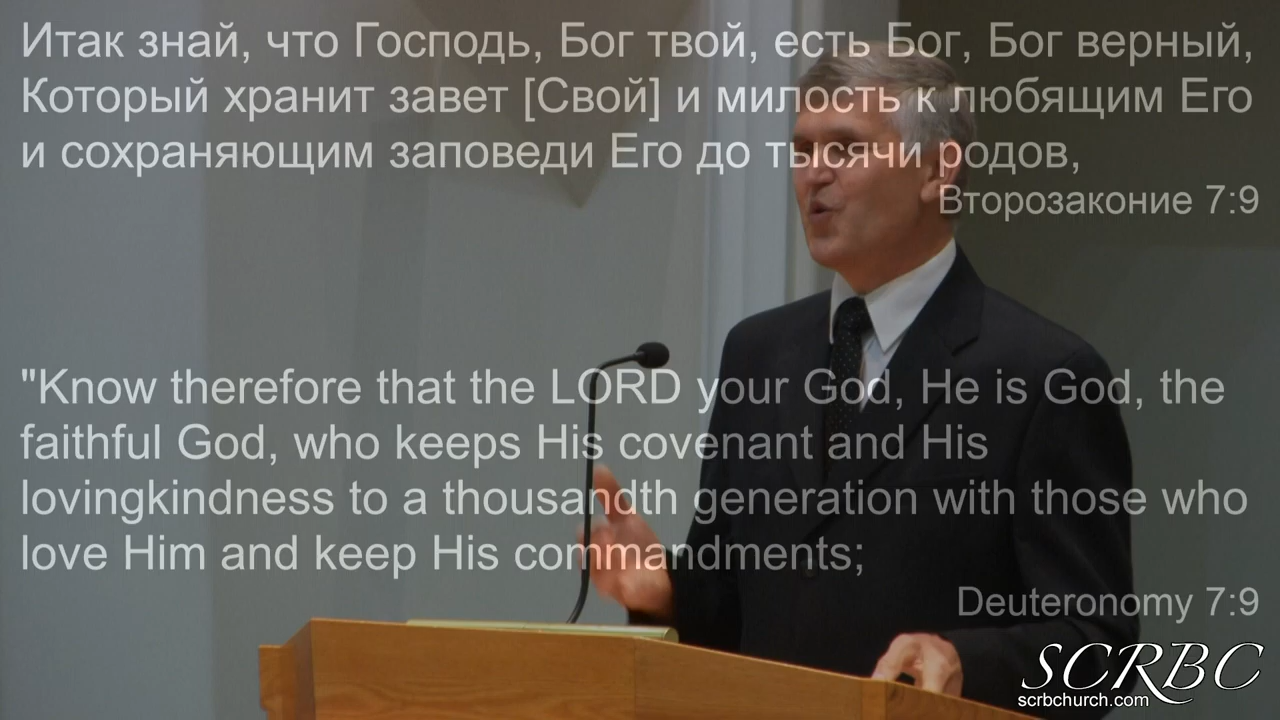 Итак знай, что Господь, Бог твой, есть Бог, Бог верный,
Который хранит завет [Свой] и милость к любящим Его
и сохраняющим заповеди Его до тысячи родов,
Второзаконие 7:9
"Know therefore that the LORD your God, He is God, the
faithful God, who keeps His covenant and His
lovingkindness to a thousandth generation with those who
love Him and keep His commandments;
Deuteronomy 7:9
SCRBC
scrbchurch.com